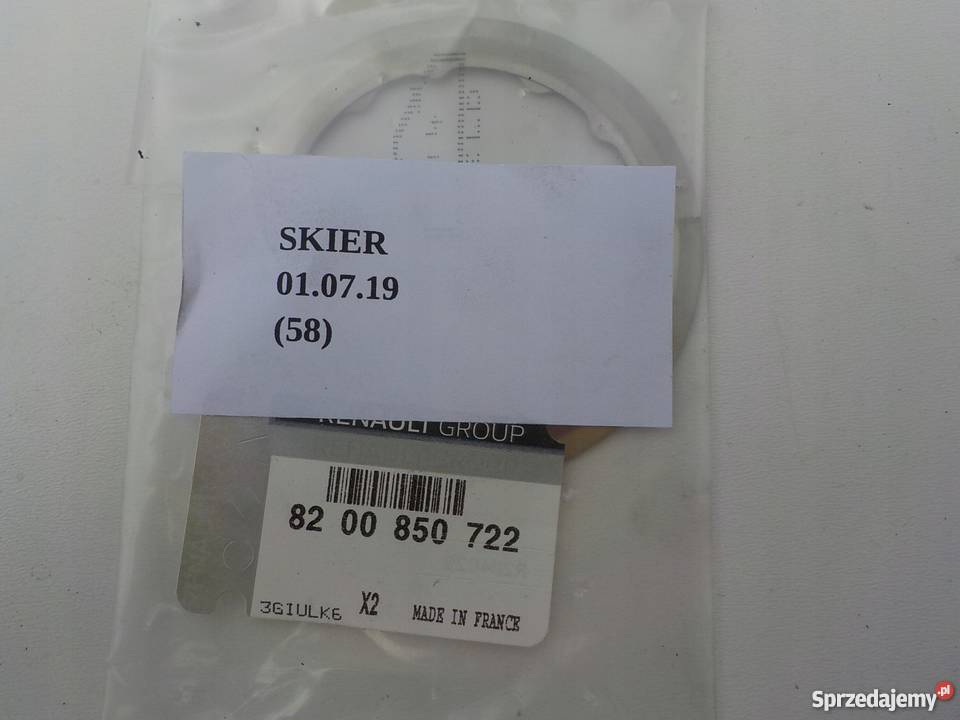 SKIER
01.07.19
(58)
RENAULT GROUP
82 00 850 722
3GIULK6 X2 MADE IN FRANCE
Sprzedajemy.pl